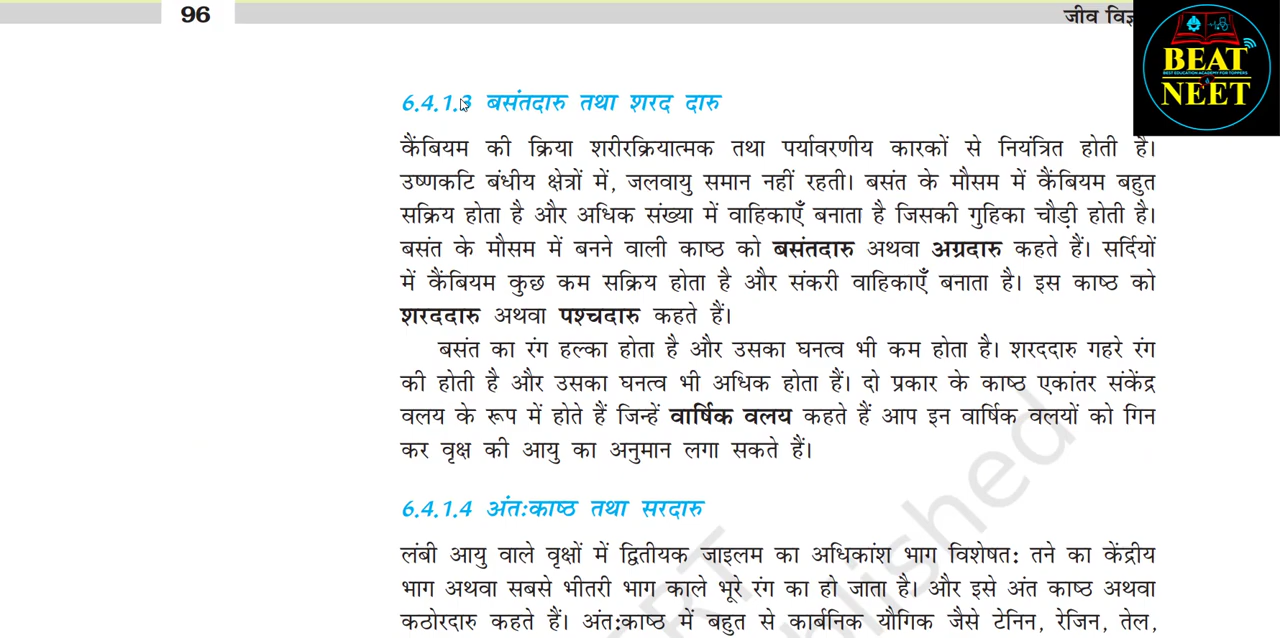 96
जीव विज्ञ
BEAT
BEST EDUCATION ACADEMY FOR TOPPERS
NEET
6.4.1.3 बसंतदारु तथा शरद दारु
कैंबियम की क्रिया शरीरक्रियात्मक तथा पर्यावरणीय कारकों से नियंत्रित होती है।
उष्णकटि बंधीय क्षेत्रों में, जलवायु समान नहीं रहती। बसंत के मौसम में कैंबियम बहुत
सक्रिय होता है और अधिक संख्या में वाहिकाएँ बनाता है जिसकी गुहिका चौड़ी होती है।
बसंत के मौसम में बनने वाली काष्ठ को बसंतदारु अथवा अग्रदारु कहते हैं। सर्दियों
में कैंबियम कुछ कम सक्रिय होता है और संकरी वाहिकाएँ बनाता है। इस काष्ठ को
शरददारु अथवा पश्चदारु कहते हैं।
बसंत का रंग हल्का होता है और उसका घनत्व भी कम होता है। शरददारु गहरे रंग
की होती है और उसका घनत्व भी अधिक होता हैं। दो प्रकार के काष्ठ एकांतर संकेंद्र
वलय के रूप में होते हैं जिन्हें वार्षिक वलय कहते हैं आप इन वार्षिक वलयों को गिन
कर वृक्ष की आयु का अनुमान लगा सकते हैं।
6.4.1.4 अंतःकाष्ठ तथा सरदारु
लंबी आयु वाले वृक्षों में द्वितीयक जाइलम का अधिकांश भाग विशेषत: तने का केंद्रीय
भाग अथवा सबसे भीतरी भाग काले भूरे रंग का हो जाता है। और इसे अंत काष्ठ अथवा
कठोरदारु कहते हैं। अंत:काष्ठ में बहुत से कार्बनिक यौगिक जैसे टेनिन, रेजिन, तेल,